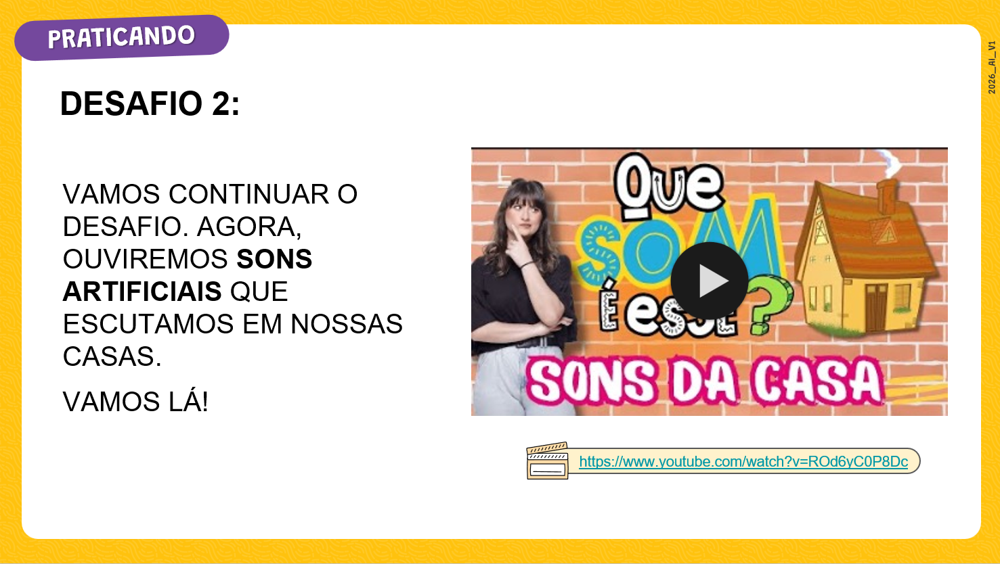 PRATICANDO
2026_AI_V1
DESAFIO 2:
VAMOS CONTINUAR O
DESAFIO. AGORA,
OUVIREMOS SONS
ARTIFICIAIS QUE
ESCUTAMOS EM NOSSAS
CASAS.
VAMOS LÁ!
QUe
SOM
É esse?
SONS DA CASA
https://www.youtube.com/watch?v=ROd6yC0P8Dc